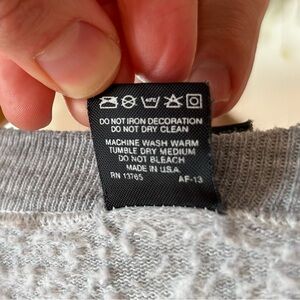 DO NOT IRON DECORATION
DO NOT DRY CLEAN
MACHINE WASH WARM
TUMBLE DRY MEDIUM
DO NOT BLEACH
MADE IN U.S.A.
RN 13765 AF-13